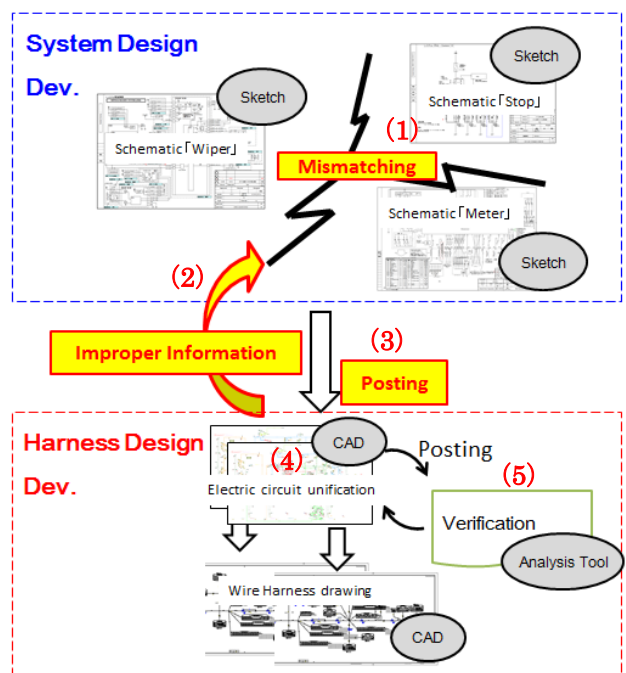 System Design
Dev.
Sketch
Schematic「Wiper」
Sketch
Schematic「Stop」
(1)
Mismatching
Schematic「Meter」
Sketch
(2)
Improper Information
(3)
Posting
Harness Design
Dev.
CAD
(4)
Electric circuit unification
Posting
(5)
Verification
Analysis Tool
Wire Harness drawing
CAD